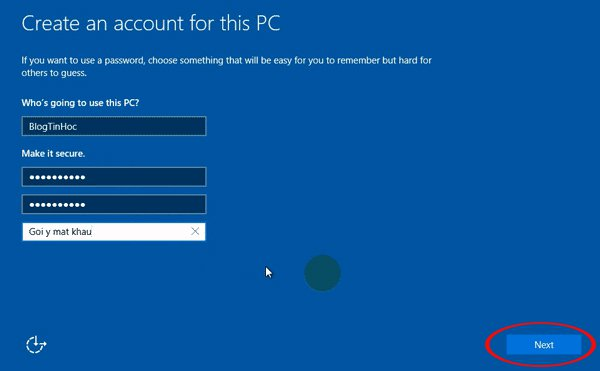 Create an account for this PC
If you want to use a password, choose something that will be easy for you to remember but hard for
others to guess.
Who's going to use this PC?
BlogTinHoc
Make it secure.
●●●●●●●●●●
●●●●●●●●●●
Goi y mat khau
Next